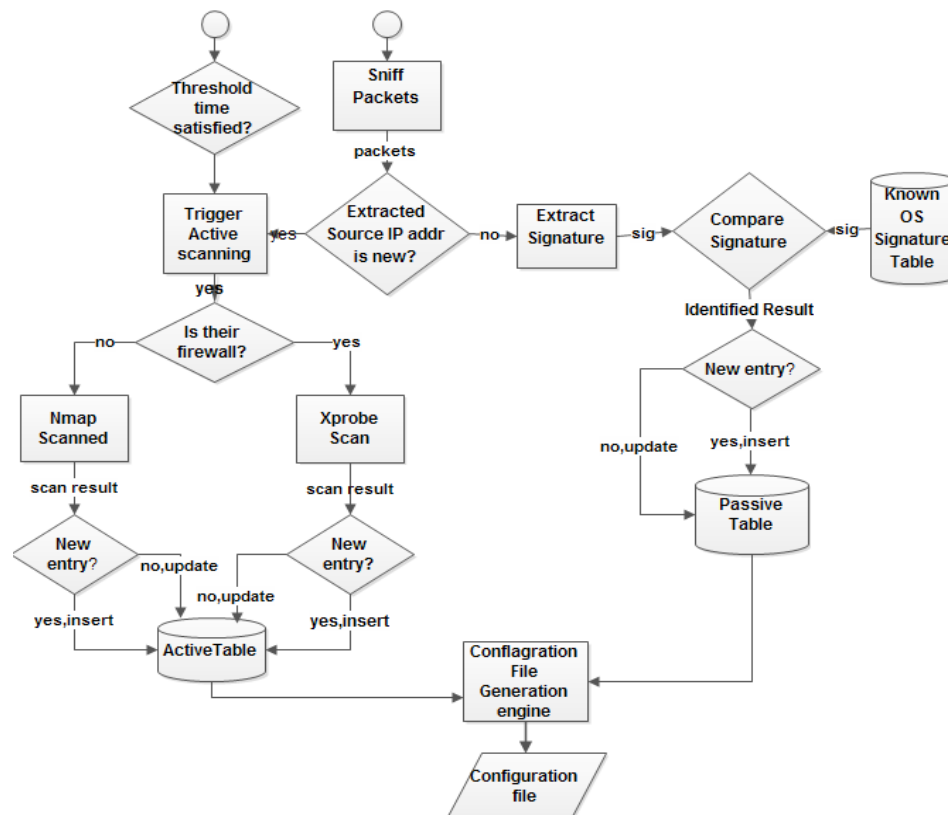 Threshold
time
satisfied?
Sniff
Packets
packets
Trigger
Active
scanning
yes
Extracted
Source IP addr
is new?
no
Extract
Signature
sig
Compare
Signature
sig
Known
OS
Signature
Table
yes
Identified Result
Is their
firewall?
no
yes
New entry?
Nmap
Scanned
Xprobe
Scan
no,update
yes,insert
scan result
scan result
Passive
Table
New
entry?
no,update
New
entry?
no,update
yes,insert
yes,insert
ActiveTable
Conflagration
File
Generation
engine
Configuration
file